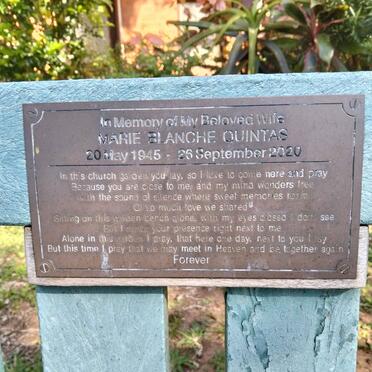 In Memory of My Beloved Wife
MARIE BLANCHE QUINTAS
20 May 1945 - 26 September 2020
In this church garden you lay, so I love to come here and pray
Because you are close to me, and my mind wonders free
with the sound of silence where sweet memories roam
Of so much love we shared
Sitting on this wooden bench alone, with my eyes closed I don't see
But I sense your presence right next to me
Alone in this garden I pray, that here one day, next to you I lay
But this time I pray that we may meet in Heaven and be together again
Forever